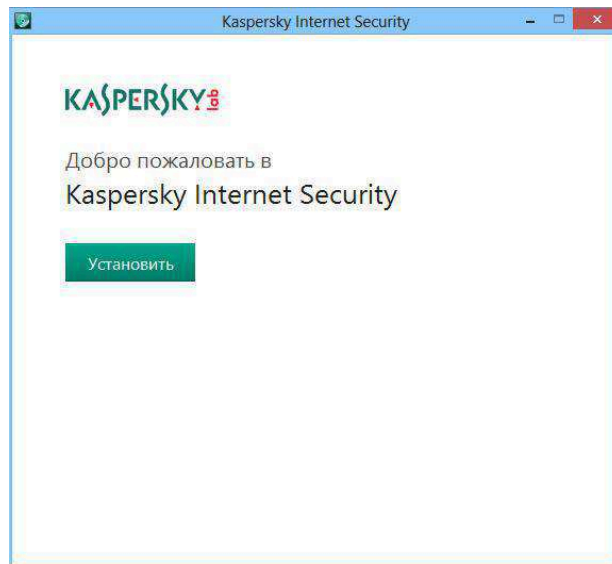 Kaspersky Internet Security
KASPERSKY lab
Добро пожаловать в
Kaspersky Internet Security
Установить